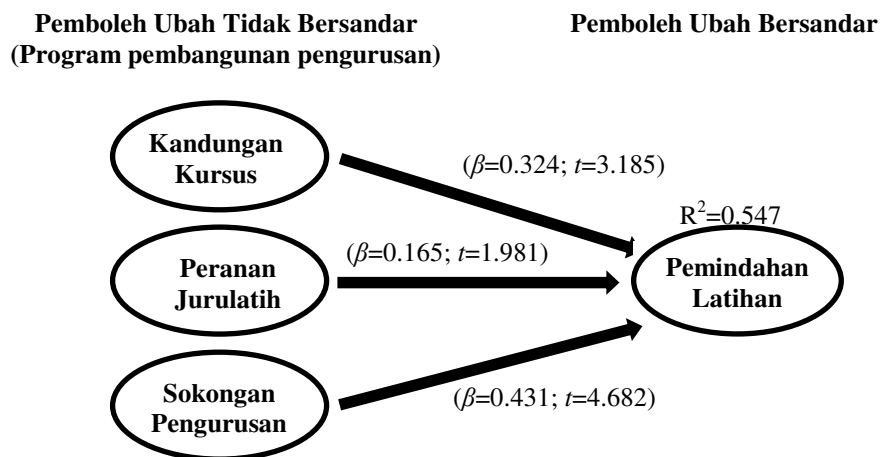 Pemboleh Ubah Tidak Bersandar
(Program pembangunan pengurusan)
Pemboleh Ubah Bersandar
Kandungan
Kursus
(β=0.324; t=3.185)
R²=0.547
Peranan
Jurulatih
(β=0.165; t=1.981)
Pemindahan
Latihan
Sokongan
Pengurusan
(β=0.431; t=4.682)